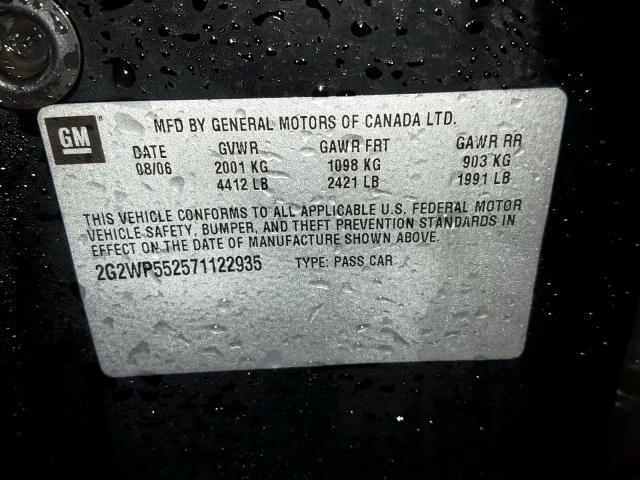 GM ® MFD BY GENERAL MOTORS OF CANADA LTD.
DATE GVWR GAWR FRT GAWR RR
08/06 2001 KG 1098 KG 903 KG
4412 LB 2421 LB 1991 LB
THIS VEHICLE CONFORMS TO ALL APPLICABLE U.S. FEDERAL MOTOR
VEHICLE SAFETY, BUMPER, AND THEFT PREVENTION STANDARDS IN
EFFECT ON THE DATE OF MANUFACTURE SHOWN ABOVE.
2G2WP552571122935 TYPE: PASS CAR